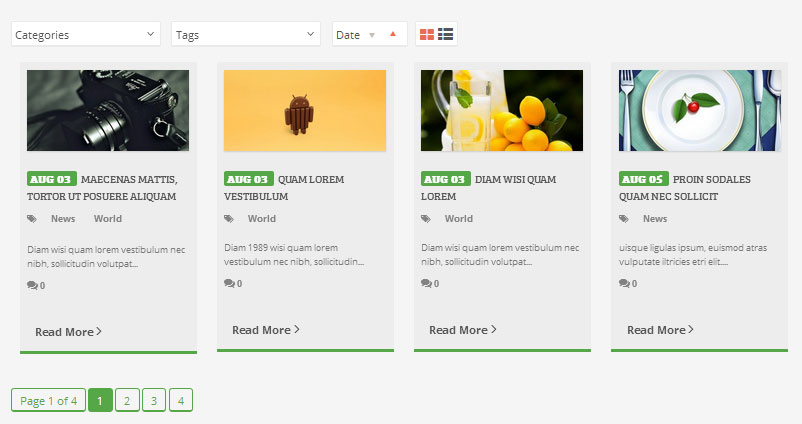 Categories Tags Date
AUG 03 MAECENAS MATTIS,
TORTOR UT POSUERE ALIQUAM
News World
Diam wisi quam lorem vestibulum nec
nibh, sollicitudin volutpat...
0
Read More
AUG 03 QUAM LOREM
VESTIBULUM
World
Diam 1989 wisi quam lorem
vestibulum nec nibh, sollicitudin...
0
Read More
AUG 03 DIAM WISI QUAM
LOREM
World
Diam wisi quam lorem vestibulum nec
nibh, sollicitudin volutpat...
0
Read More
AUG 05 PROIN SODALES
QUAM NEC SOLLICIT
News
uisque ligulas ipsum, euismod atras
vulputate iltricies etri elit....
0
Read More
Page 1 of 4 1 2 3 4